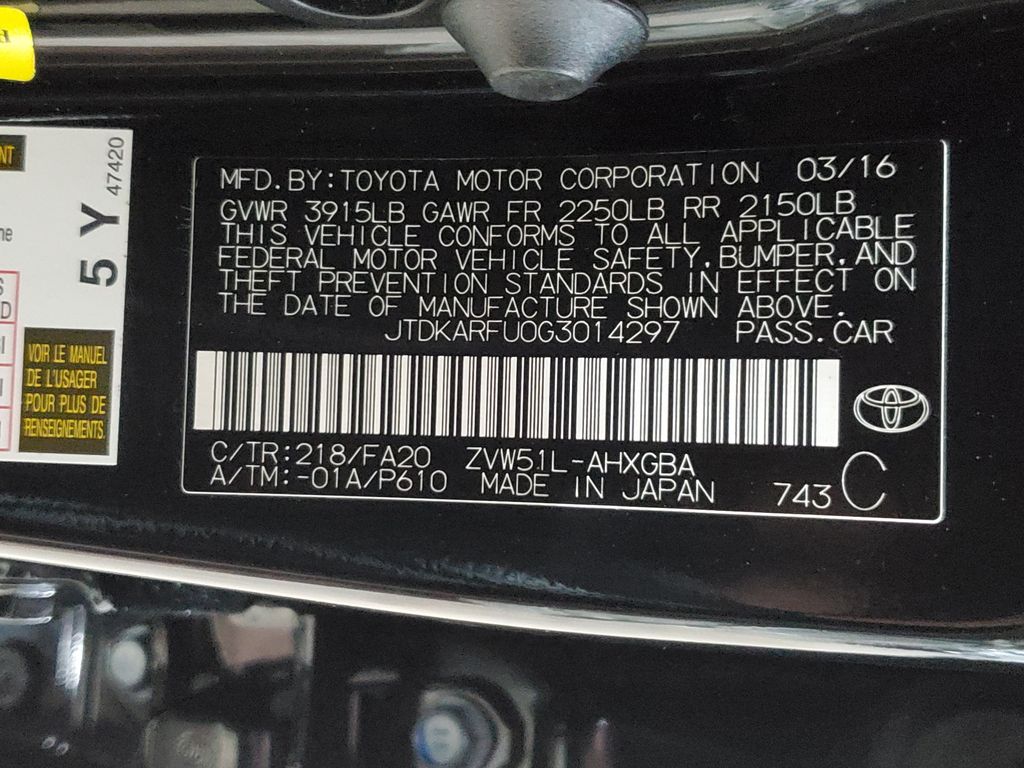 NT
47420
5 Y
ne
S
D
I
VOIR LE MANUEL
DE L'USAGER
POUR PLUS DE
RENSEIGNEMENTS.
MFD.BY:TOYOTA MOTOR CORPORATION 03/16
GVWR 3915LB GAWR FR 2250LB RR 2150LB
THIS VEHICLE CONFORMS TO ALL APPLICABLE
FEDERAL MOTOR VEHICLE SAFETY,BUMPER,AND
THEFT PREVENTION STANDARDS IN EFFECT ON
THE DATE OF MANUFACTURE SHOWN ABOVE.
JTDKARFU0G3014297 PASS.CAR
C/TR:218/FA20 ZVW51L-AHXGBA
A/TM:-01A/P610 MADE IN JAPAN 743 C